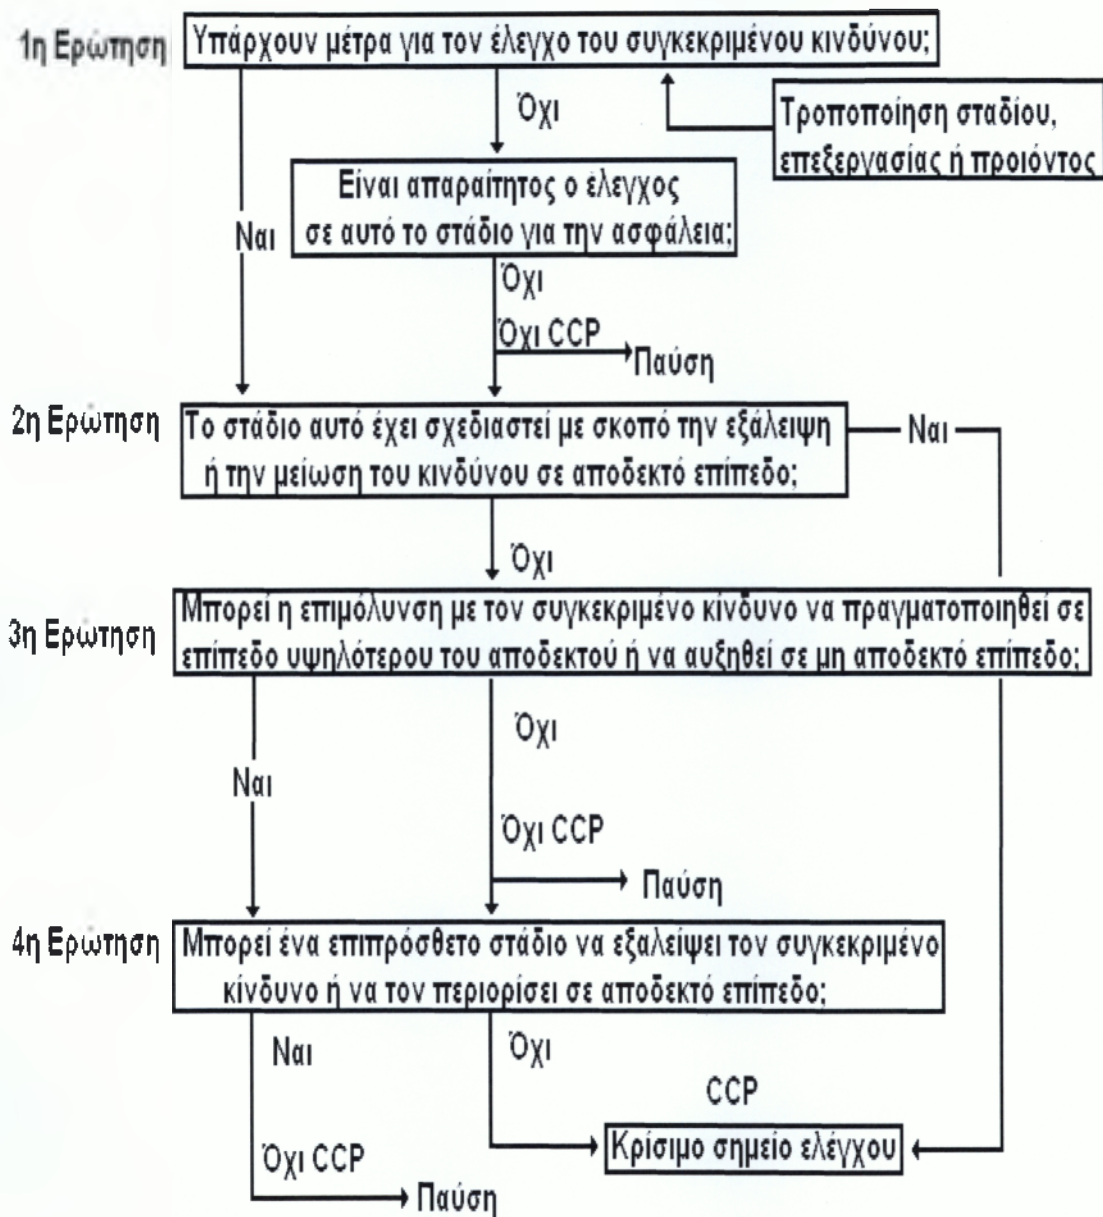 1η Ερώτηση
Υπάρχουν μέτρα για τον έλεγχο του συγκεκριμένου κινδύνου;
Όχι
Τροποποίηση σταδίου,
επεξεργασίας ή προιόντος
Είναι απαραίτητος ο έλεγχος
σε αυτό το στάδιο για την ασφάλεια;
Ναι
Όχι
Όχι CCP
Παύση
2η Ερώτηση
Το στάδιο αυτό έχει σχεδιαστεί με σκοπό την εξάλειψη
ή την μείωση του κινδύνου σε αποδεκτό επίπεδο;
Ναι
Όχι
3η Ερώτηση
Μπορεί η επιμόλυνση με τον συγκεκριμένο κίνδυνο να πραγματοποιηθεί σε
επίπεδο υψηλότερου του αποδεκτού ή να αυξηθεί σε μη αποδεκτό επίπεδο;
Όχι
Ναι
Όχι CCP
Παύση
4η Ερώτηση
Μπορεί ένα επιπρόσθετο στάδιο να εξαλείψει τον συγκεκριμένο
κίνδυνο ή να τον περιορίσει σε αποδεκτό επίπεδο;
Ναι
Όχι
CCP
Κρίσιμο σημείο ελέγχου
Όχι CCP
Παύση